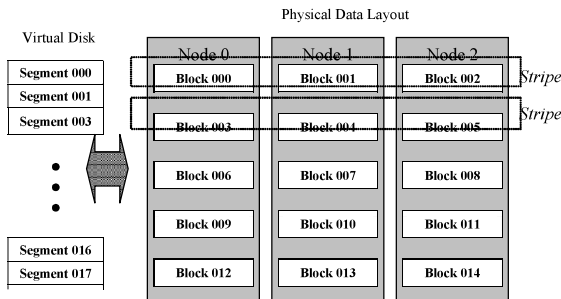 Physical Data Layout
Virtual Disk
Node 0 Node 1 Node 2
Segment 000
Segment 001
Segment 003
Block 000 Block 001 Block 002 Stripe
Block 003 Block 004 Block 005 Stripe
Block 006 Block 007 Block 008
Block 009 Block 010 Block 011
Segment 016
Segment 017
Block 012 Block 013 Block 014